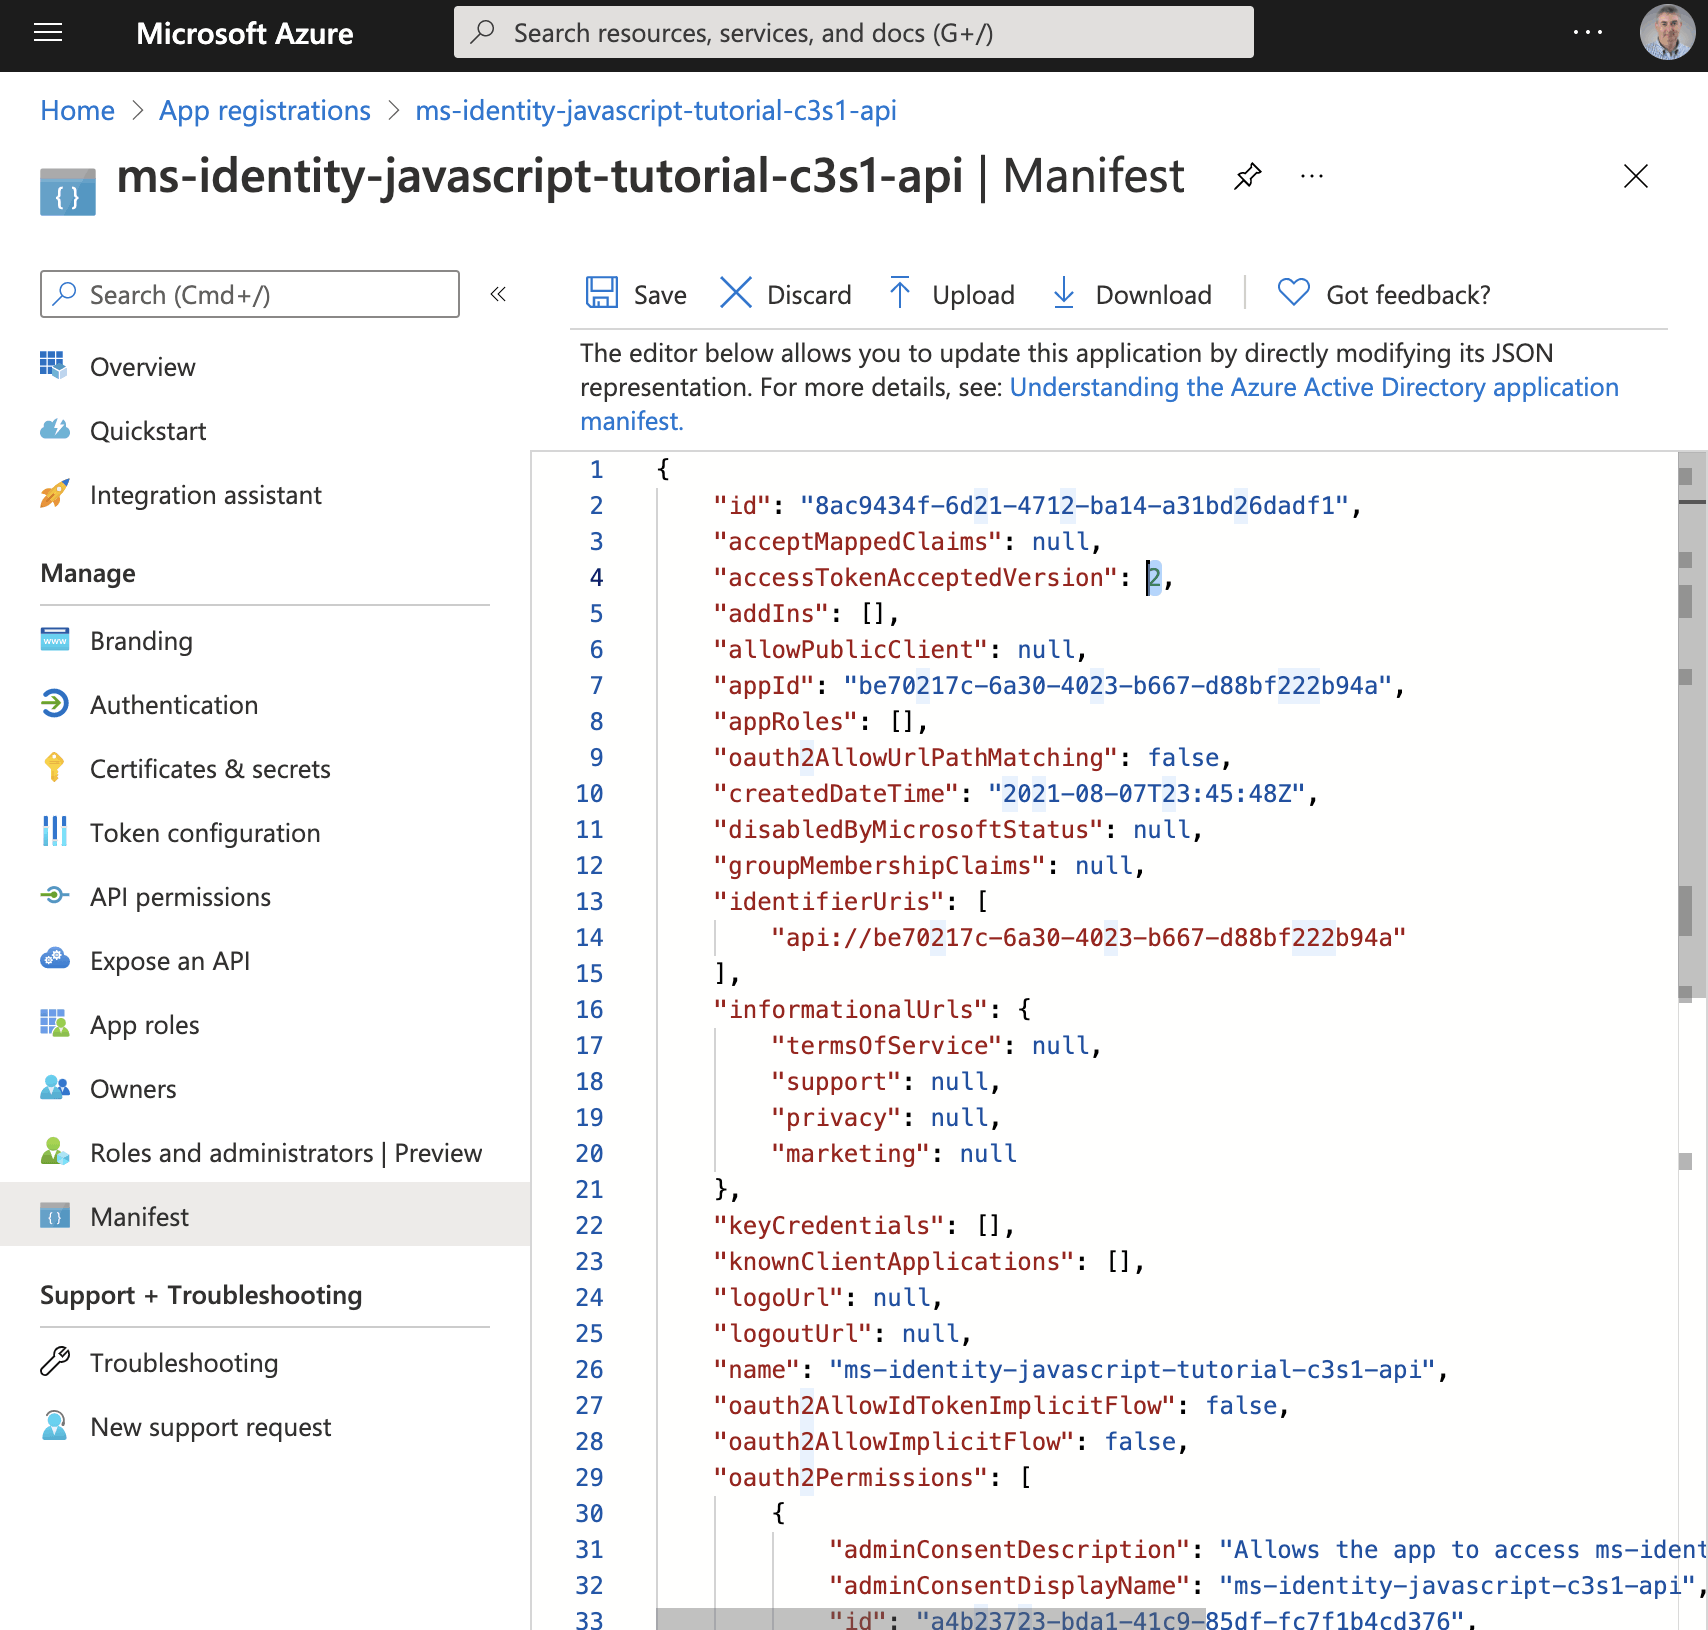 Microsoft Azure
Search resources, services, and docs (G+/)
Home > App registrations > ms-identity-javascript-tutorial-c3s1-api
ms-identity-javascript-tutorial-c3s1-api | Manifest
Search (Cmd+/)
Overview
Quickstart
Integration assistant
Manage
Branding
Authentication
Certificates & secrets
Token configuration
API permissions
Expose an API
App roles
Owners
Roles and administrators | Preview
Manifest
Support + Troubleshooting
Troubleshooting
New support request
Save Discard Upload Download Got feedback?
The editor below allows you to update this application by directly modifying its JSON
representation. For more details, see: Understanding the Azure Active Directory application
manifest.
1 {
2 "id": "8ac9434f-6d21-4712-ba14-a31bd26dadf1",
3 "acceptMappedClaims": null,
4 "accessTokenAcceptedVersion": 2,
5 "addIns": [],
6 "allowPublicClient": null,
7 "appId": "be70217c-6a30-4023-b667-d88bf222b94a",
8 "appRoles": [],
9 "oauth2AllowUrlPathMatching": false,
10 "createdDateTime": "2021-08-07T23:45:48Z",
11 "disabledByMicrosoftStatus": null,
12 "groupMembershipClaims": null,
13 "identifierUris": [
14 "api://be70217c-6a30-4023-b667-d88bf222b94a"
15 ],
16 "informationalUrls": {
17 "termsOfService": null,
18 "support": null,
19 "privacy": null,
20 "marketing": null
21 },
22 "keyCredentials": [],
23 "knownClientApplications": [],
24 "logoUrl": null,
25 "logoutUrl": null,
26 "name": "ms-identity-javascript-tutorial-c3s1-api",
27 "oauth2AllowIdTokenImplicitFlow": false,
28 "oauth2AllowImplicitFlow": false,
29 "oauth2Permissions": [
30 {
31 "adminConsentDescription": "Allows the app to access ms-ident
32 "adminConsentDisplayName": "ms-identity-javascript-c3s1-api",
33 "id": "a4b23723-bda1-41c9-85df-fc7f1b4cd376",